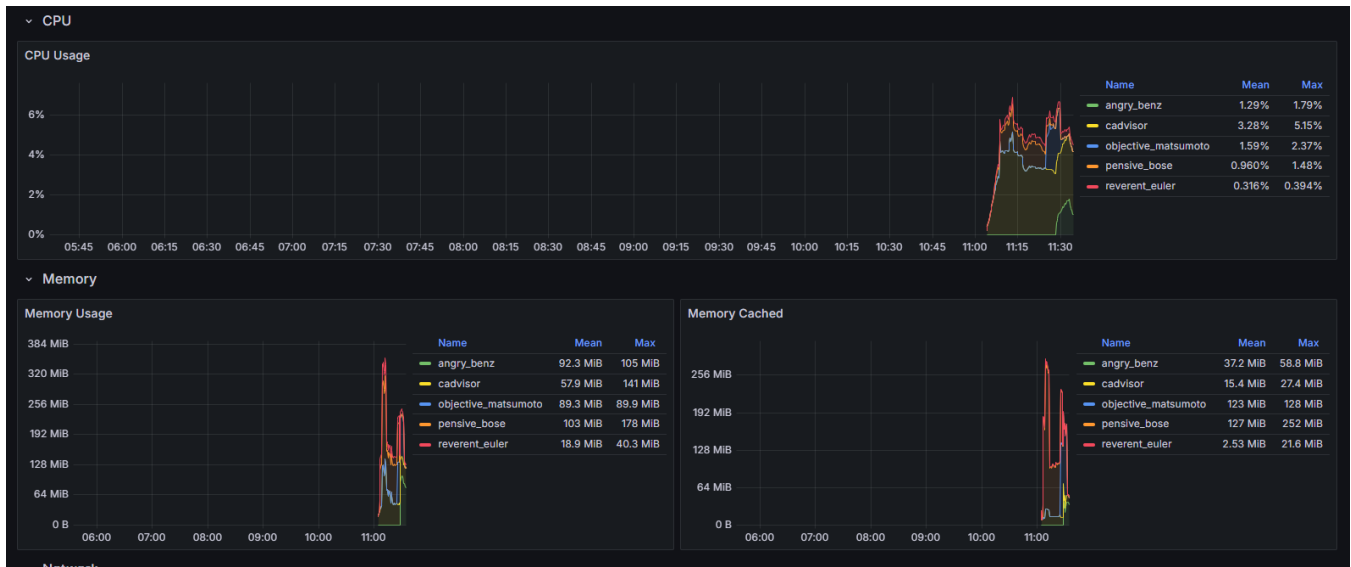 CPU
CPU Usage
6%
4%
2%
0%
05:45 06:00 06:15 06:30 06:45 07:00 07:15 07:30 07:45 08:00 08:15 08:30 08:45 09:00 09:15 09:30 09:45 10:00 10:15 10:30 10:45 11:00 11:15 11:30
Name Mean Max
angry_benz 1.29% 1.79%
cadvisor 3.28% 5.15%
objective_matsumoto 1.59% 2.37%
pensive_bose 0.960% 1.48%
reverent_euler 0.316% 0.394%
Memory
Memory Usage
384 MiB
320 MiB
256 MiB
192 MiB
128 MiB
64 MiB
0 B
06:00 07:00 08:00 09:00 10:00 11:00
Name Mean Max
angry_benz 92.3 MiB 105 MiB
cadvisor 57.9 MiB 141 MiB
objective_matsumoto 89.3 MiB 89.9 MiB
pensive_bose 103 MiB 178 MiB
reverent_euler 18.9 MiB 40.3 MiB
Memory Cached
256 MiB
192 MiB
128 MiB
64 MiB
0 B
06:00 07:00 08:00 09:00 10:00 11:00
Name Mean Max
angry_benz 37.2 MiB 58.8 MiB
cadvisor 15.4 MiB 27.4 MiB
objective_matsumoto 123 MiB 128 MiB
pensive_bose 127 MiB 252 MiB
reverent_euler 2.53 MiB 21.6 MiB